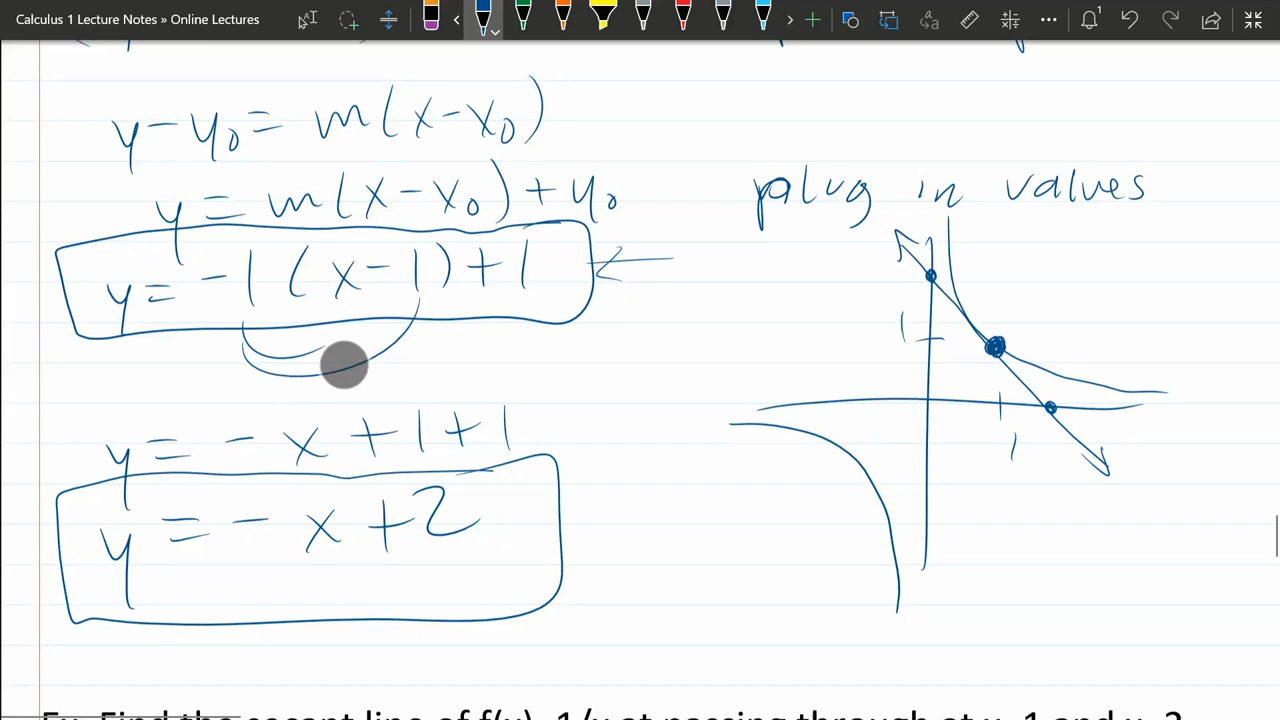 Calculus 1 Lecture Notes » Online Lectures
y - y₀ = m(x - x₀)
y = m(x - x₀) + y₀
plug in values
y = -1 (x - 1) + 1
1
y = - x + 1 + 1
1
y = - x + 2